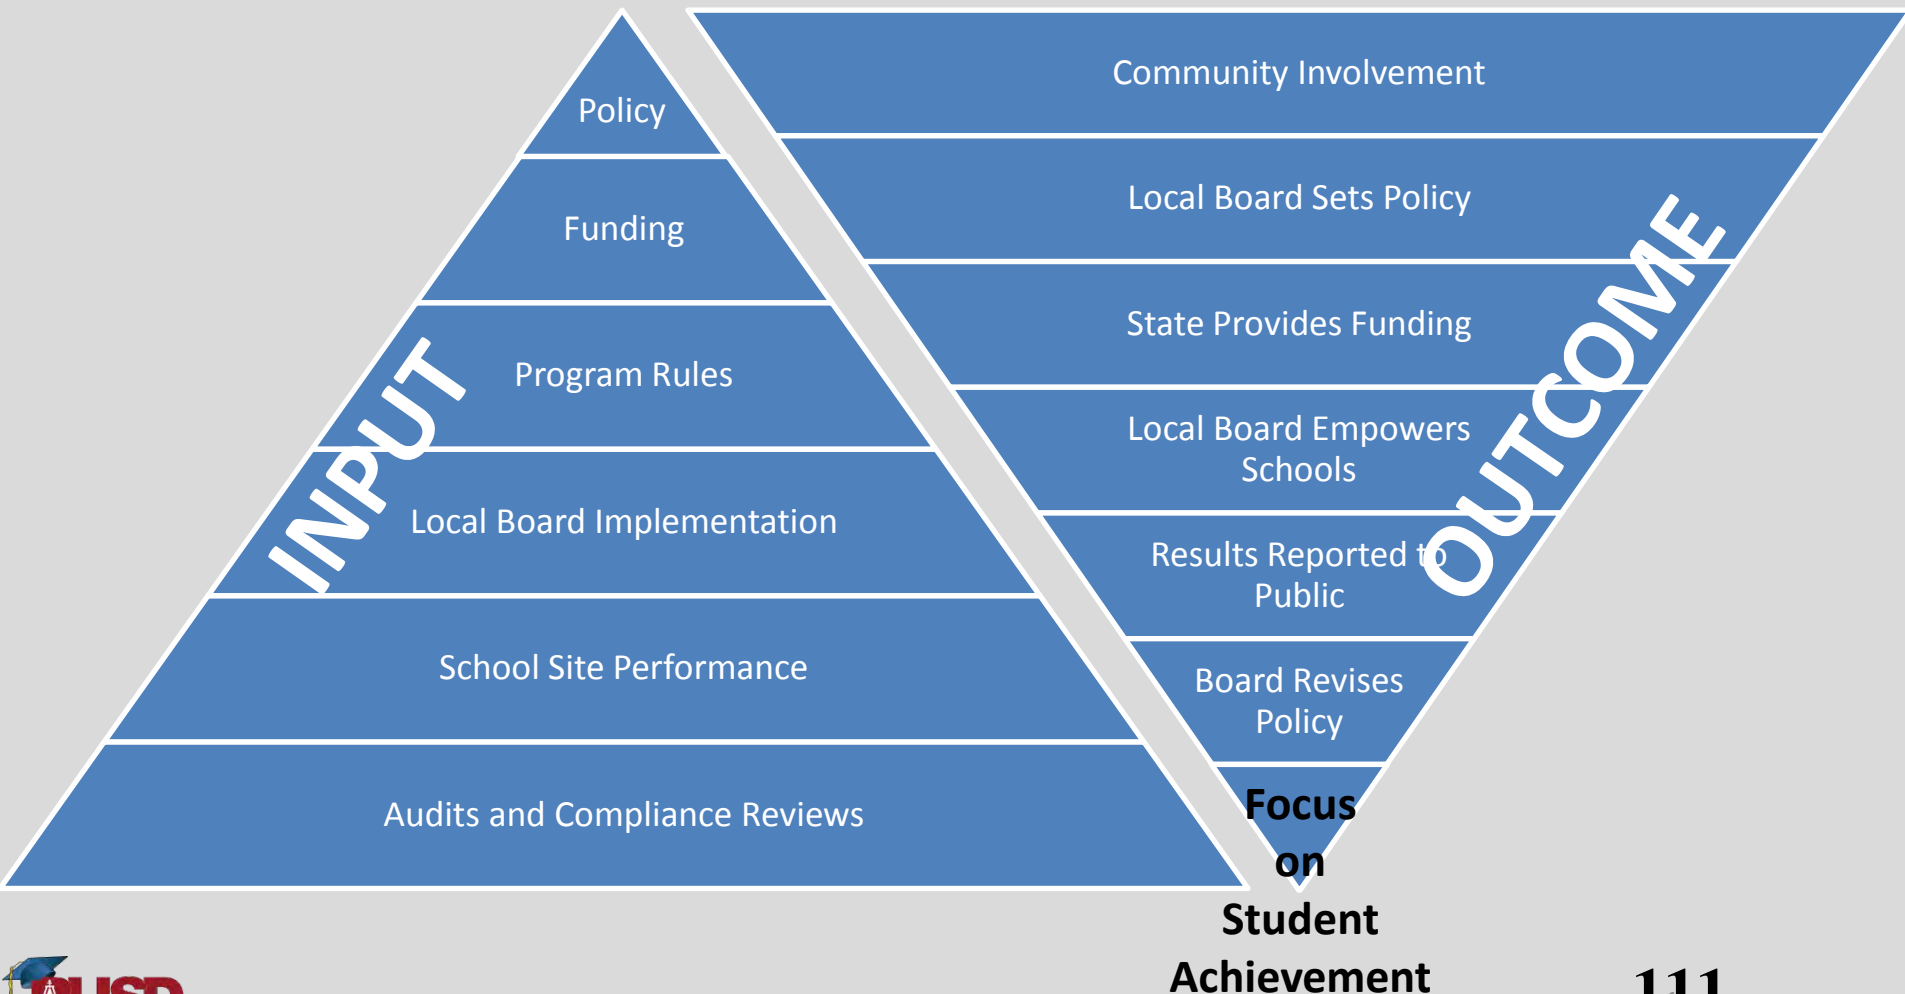 Policy
Funding
Program Rules
Local Board Implementation
School Site Performance
Audits and Compliance Reviews
INPUT
Community Involvement
Local Board Sets Policy
State Provides Funding
Local Board Empowers
Schools
Results Reported to
Public
Board Revises
Policy
Focus
on
Student
Achievement
OUTCOME
111